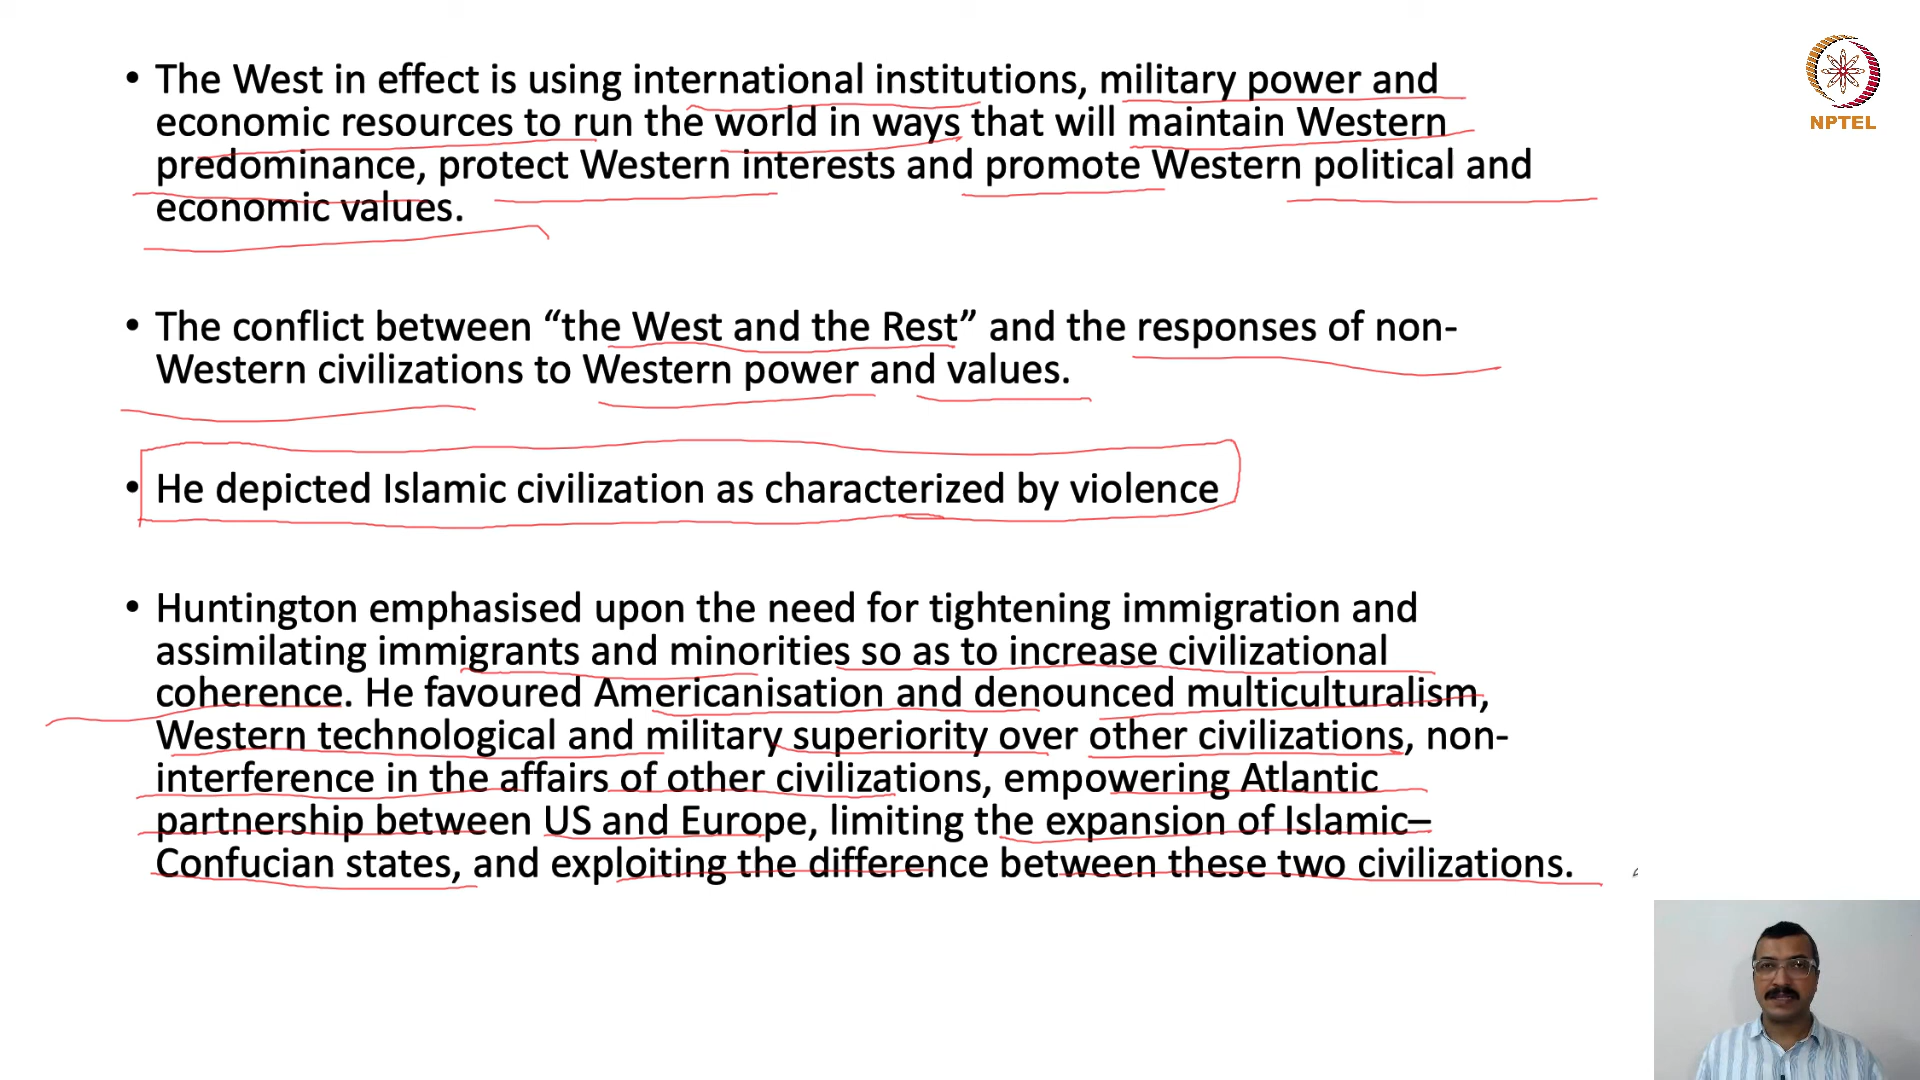 • The West in effect is using international institutions, military power and
economic resources to run the world in ways that will maintain Western
predominance, protect Western interests and promote Western political and
economic values.
• The conflict between “the West and the Rest” and the responses of non-
Western civilizations to Western power and values.
• He depicted Islamic civilization as characterized by violence
• Huntington emphasised upon the need for tightening immigration and
assimilating immigrants and minorities so as to increase civilizational
coherence. He favoured Americanisation and denounced multiculturalism,
Western technological and military superiority over other civilizations, non-
interference in the affairs of other civilizations, empowering Atlantic
partnership between US and Europe, limiting the expansion of Islamic–
Confucian states, and exploiting the difference between these two civilizations.
NPTEL